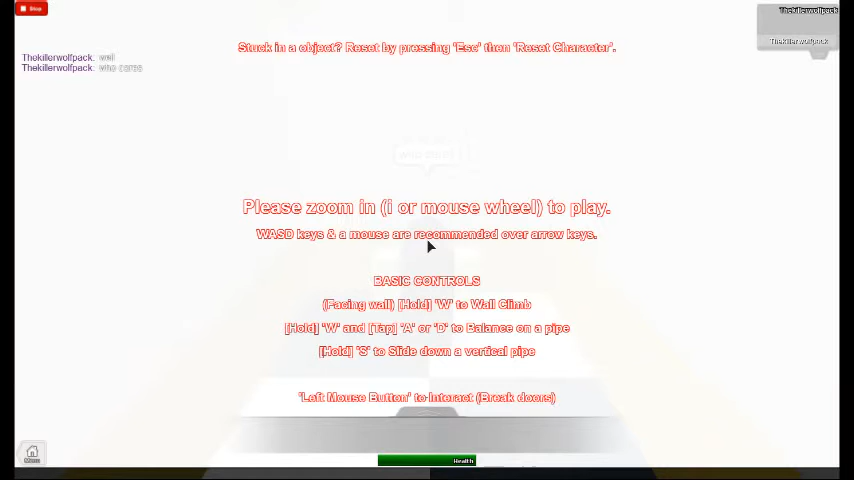 Stop
Thekillerwolfpack
Thekillerwolfpack
Stuck in a object? Reset by pressing 'Esc' then 'Reset Character'.
Thekillerwolfpack: well
Thekillerwolfpack: who cares
who cares
Please zoom in (i or mouse wheel) to play.
WASD keys & a mouse are recommended over arrow keys.
BASIC CONTROLS
(Facing wall) [Hold] 'W' to Wall Climb
[Hold] 'W' and [Tap] 'A' or 'D' to Balance on a pipe
[Hold] 'S' to Slide down a vertical pipe
'Left Mouse Button' to Interact (Break doors)
Menu
Health